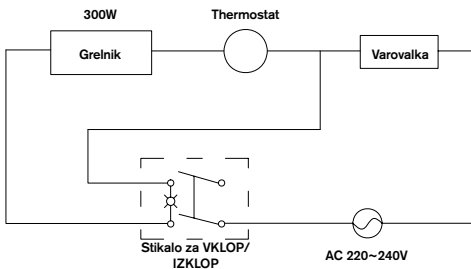 300W
Thermostat
Grelnik
Varovalka
Stikalo za VKLOP/
IZKLOP
AC 220~240V